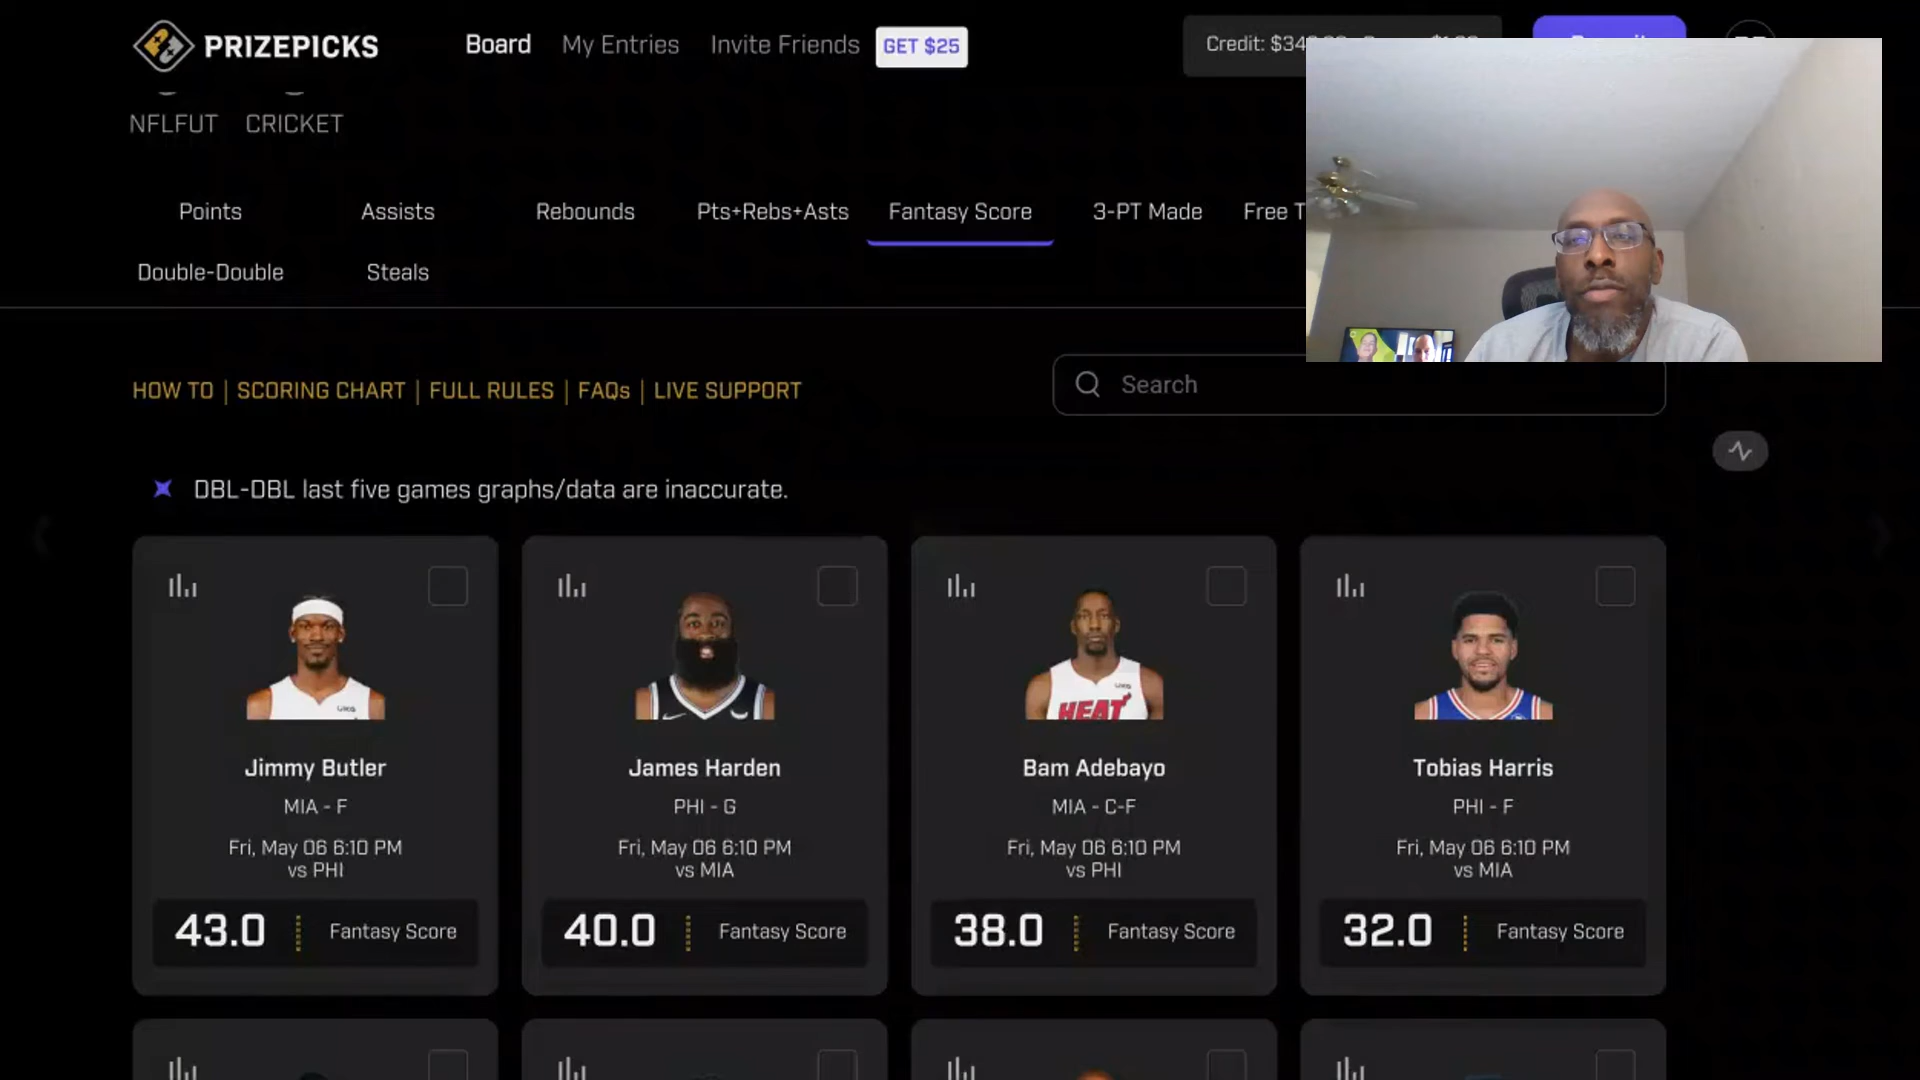 PRIZEPICKS
Board
My Entries
Invite Friends
GET $25
NFLFUT
CRICKET
Points
Assists
Rebounds
Pts+Rebs+Asts
Fantasy Score
3-PT Made
Free
Double-Double
Steals
HOW TO | SCORING CHART | FULL RULES | FAQs | LIVE SUPPORT
Search
DBL-DBL last five games graphs/data are inaccurate.
Jimmy Butler
MIA - F
Fri, May 06 6:10 PM
vs PHI
43.0
Fantasy Score
James Harden
PHI - G
Fri, May 06 6:10 PM
vs MIA
40.0
Fantasy Score
HEAT
Bam Adebayo
MIA - C-F
Fri, May 06 6:10 PM
vs PHI
38.0
Fantasy Score
Tobias Harris
PHI - F
Fri, May 06 6:10 PM
vs MIA
32.0
Fantasy Score